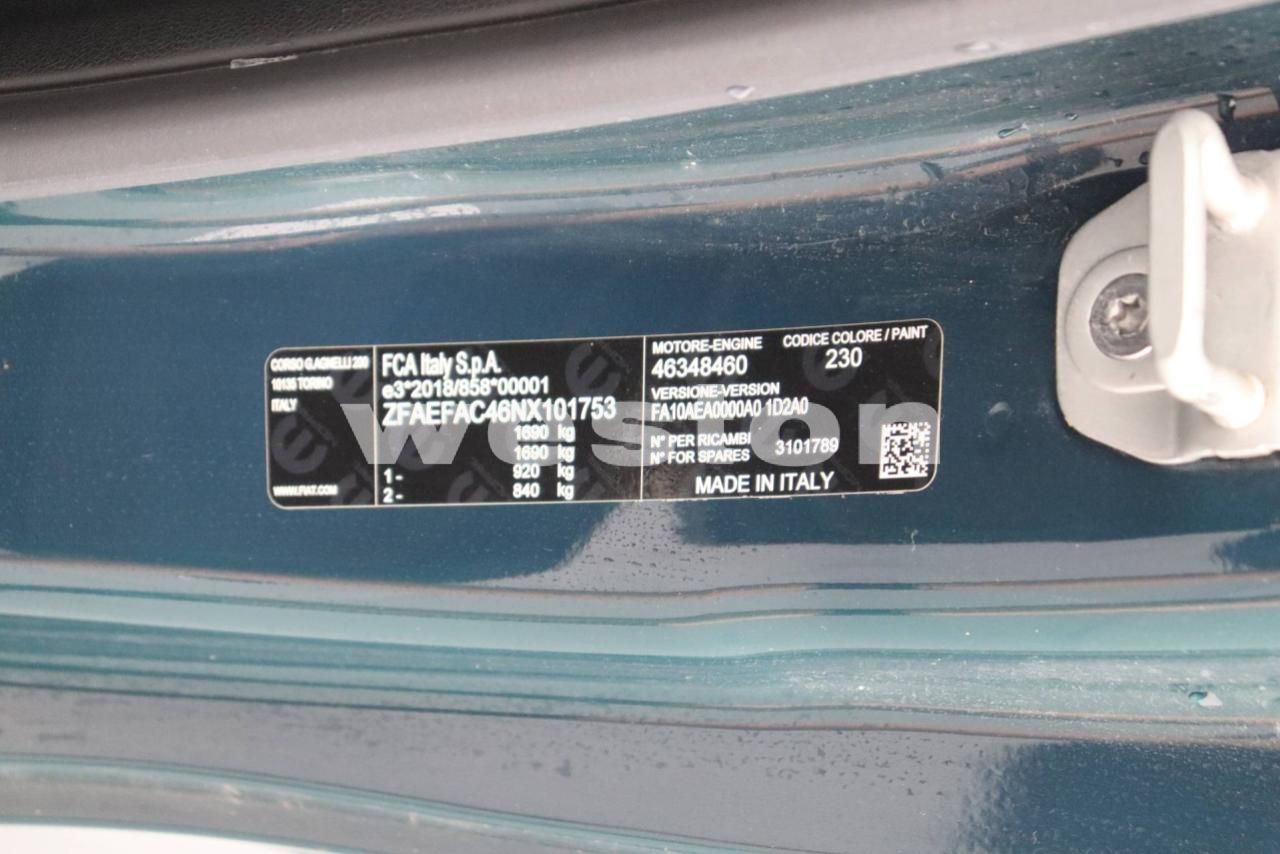 CORSO G.AGNELLI 200
10135 TORINO
ITALY
WWW.FIAT.COM
FCA Italy S.p.A.
e3*2018/858*00001
ZFAEFAC46NX101753
1690 kg
1690 kg
1- 920 kg
2- 840 kg
MOTORE-ENGINE
46348460
CODICE COLORE / PAINT
230
VERSIONE-VERSION
FA10AEA0000A0 1D2A0
N° PER RICAMBI
N° FOR SPARES
3101789
MADE IN ITALY
weston